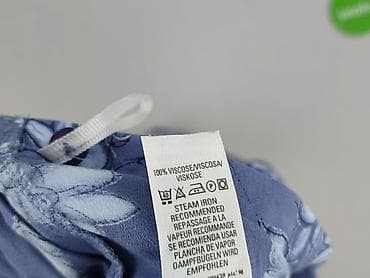 100% VISCOSE/VISCOSA/
VISKOSE
STEAM IRON
RECOMMENDED
REPASSAGE A LA
VAPEUR RECOMMANDÉ
SE RECOMIENDA USAR
PLANCHA DE VAPOR
DAMPFBÜGELN WIRD
EMPFOHLEN